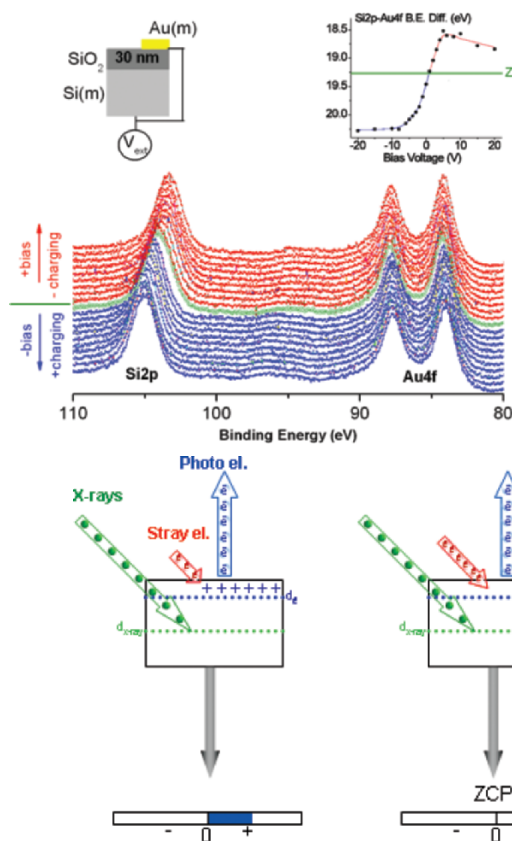 Au(m)
SiO2
30 nm
Si(m)
Vext
Si2p-Au4f B.E. Diff. (eV)
18.5
19.0
19.5
20.0
-20 -10 0 10 20
Bias Voltage (V)
Z
+bias
- charging
-bias
+charging
Si2p
Au4f
110 100 90 80
Binding Energy (eV)
Photo el.
X-rays
Stray el.
+ + + + + + +
dx-ray
dx-ray
ZCP
- 0 +
- 0